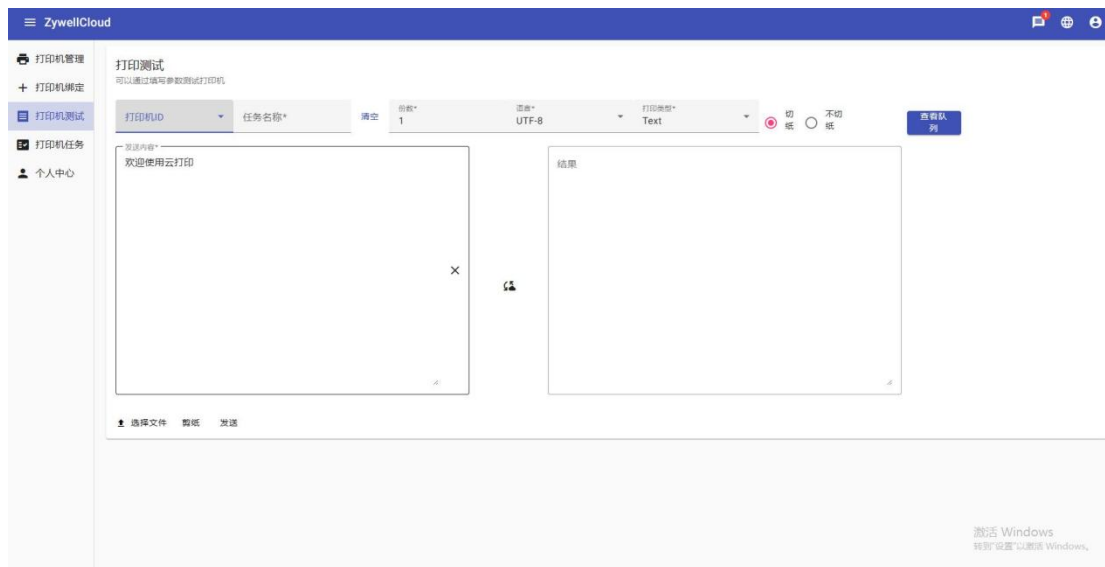 ZywellCloud
1
打印机管理
打印机绑定
打印机测试
打印机任务
个人中心
打印测试
可以通过填写参数测试打印机
打印机ID
任务名称*
清空
份数*
1
语言*
UTF-8
打印类型*
Text
切
纸
不切
纸
查看队
列
发送内容*
欢迎使用云打印
结果
选择文件
剪纸
发送
激活 Windows
转到"设置"以激活 Windows。